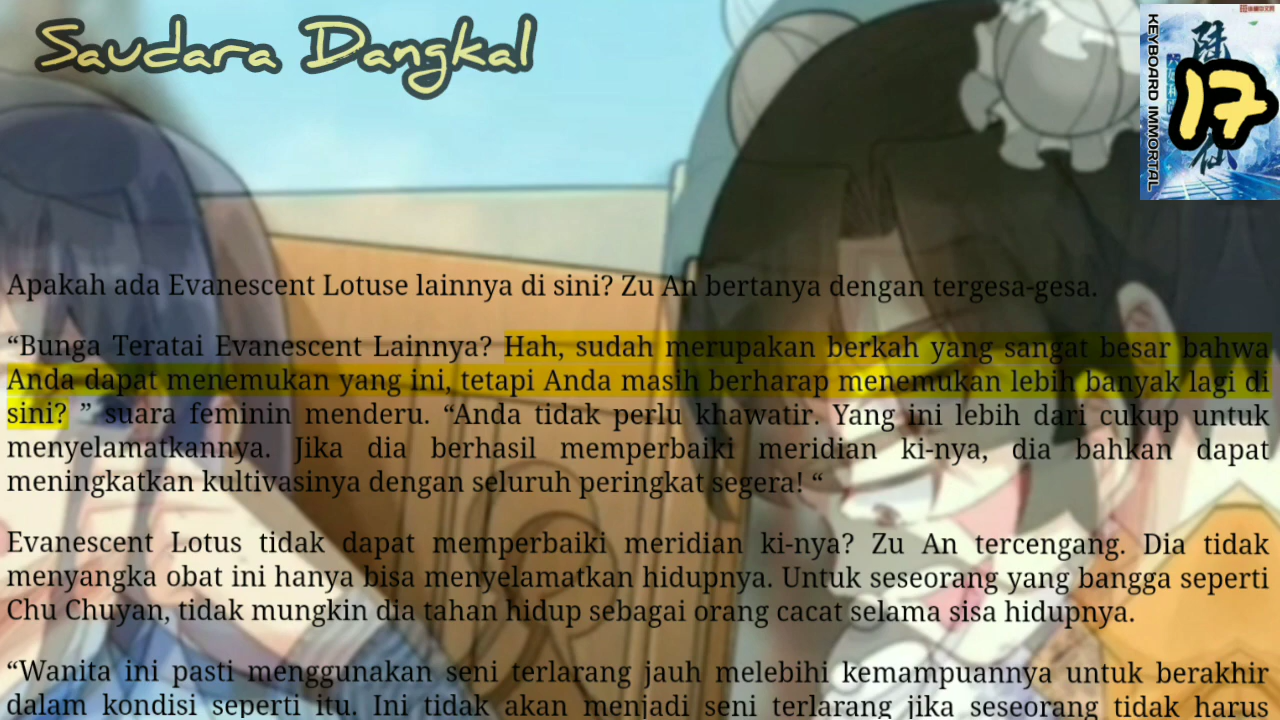 Saudara Dangkal
KEYBOARD IMMORTAL
17
Apakah ada Evanescent Lotuse lainnya di sini? Zu An bertanya dengan tergesa-gesa.
“Bunga Teratai Evanescent Lainnya? Hah, sudah merupakan berkah yang sangat besar bahwa
Anda dapat menemukan yang ini, tetapi Anda masih berharap menemukan lebih banyak lagi di
sini? ” suara feminin menderu. “Anda tidak perlu khawatir. Yang ini lebih dari cukup untuk
menyelamatkannya. Jika dia berhasil memperbaiki meridian ki-nya, dia bahkan dapat
meningkatkan kultivasinya dengan seluruh peringkat segera! “
Evanescent Lotus tidak dapat memperbaiki meridian ki-nya? Zu An tercengang. Dia tidak
menyangka obat ini hanya bisa menyelamatkan hidupnya. Untuk seseorang yang bangga seperti
Chu Chuyan, tidak mungkin dia tahan hidup sebagai orang cacat selama sisa hidupnya.
“Wanita ini pasti menggunakan seni terlarang jauh melebihi kemampuannya untuk berakhir
dalam kondisi seperti itu. Ini tidak akan menjadi seni terlarang jika seseorang tidak harus